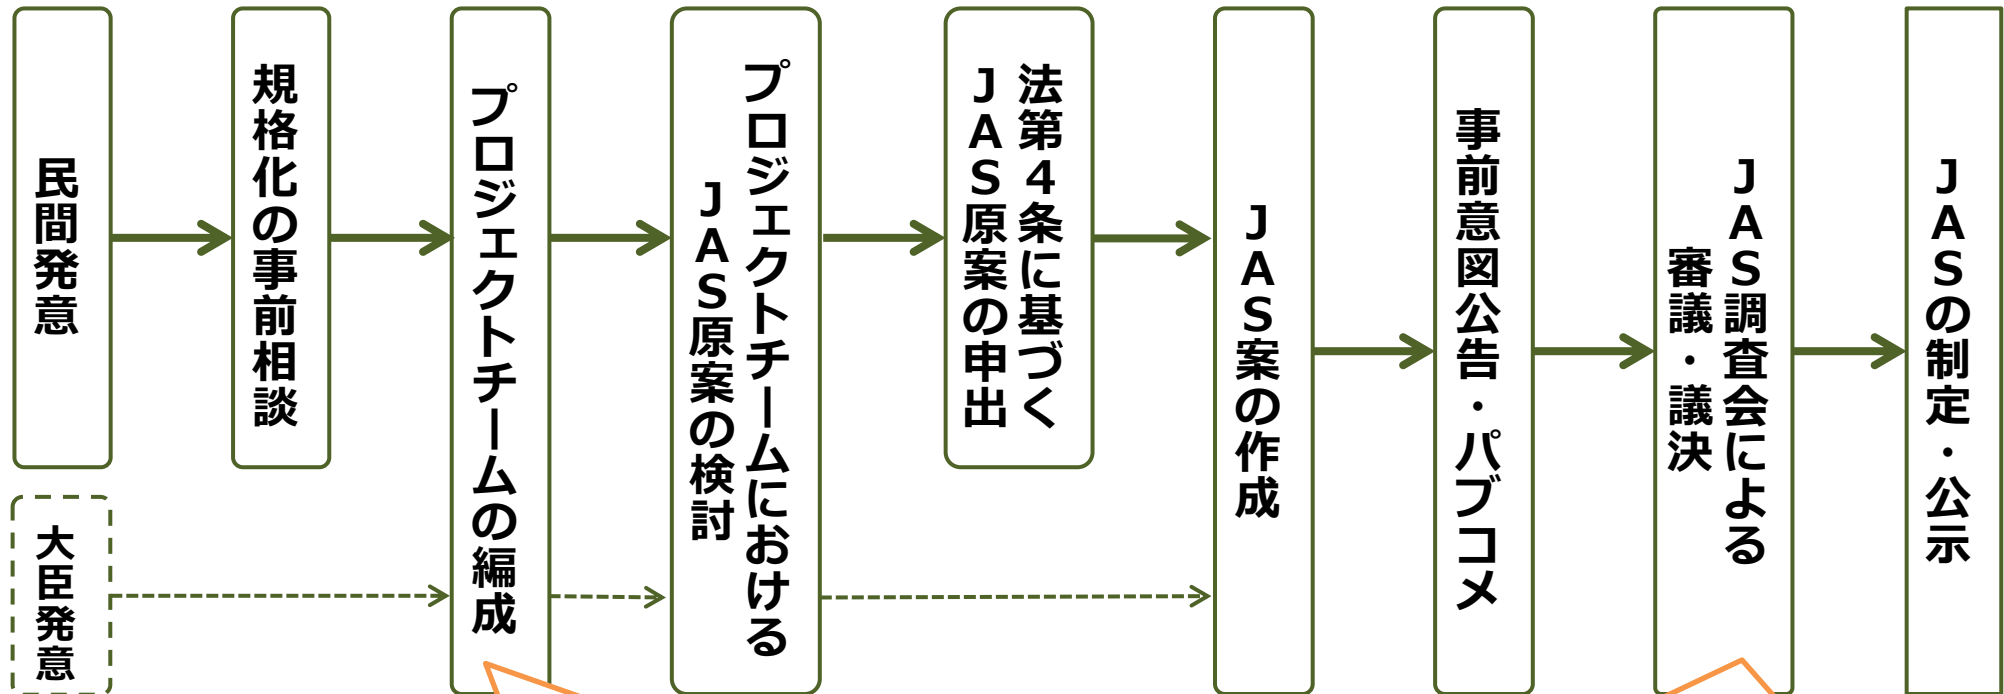 民間発意
大臣発意
規格化の事前相談
プロジェクトチームの編成
プロジェクトチームにおける
JAS原案の検討
法第4条に基づく
JAS原案の申出
JAS案の作成
事前意図公告・パブコメ
JAS調査会による
審議・議決
JASの制定・公示